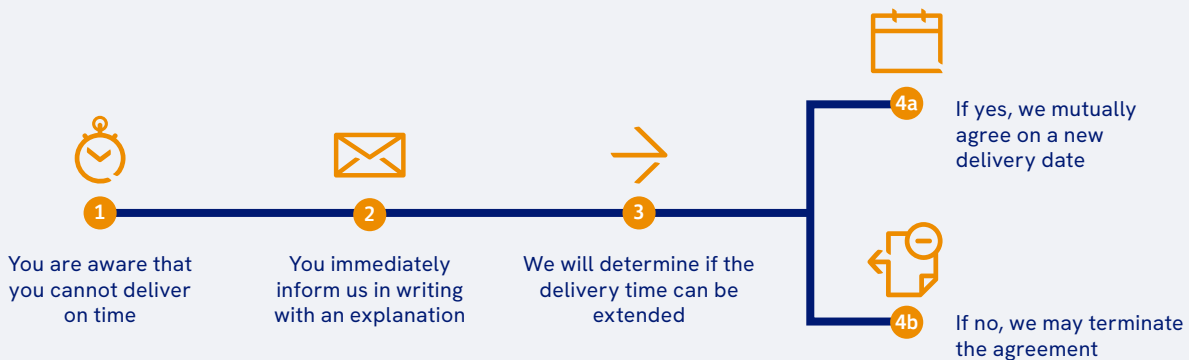 1
You are aware that
you cannot deliver
on time
2
You immediately
inform us in writing
with an explanation
3
We will determine if the
delivery time can be
extended
4a
If yes, we mutually
agree on a new
delivery date
4b
If no, we may terminate
the agreement